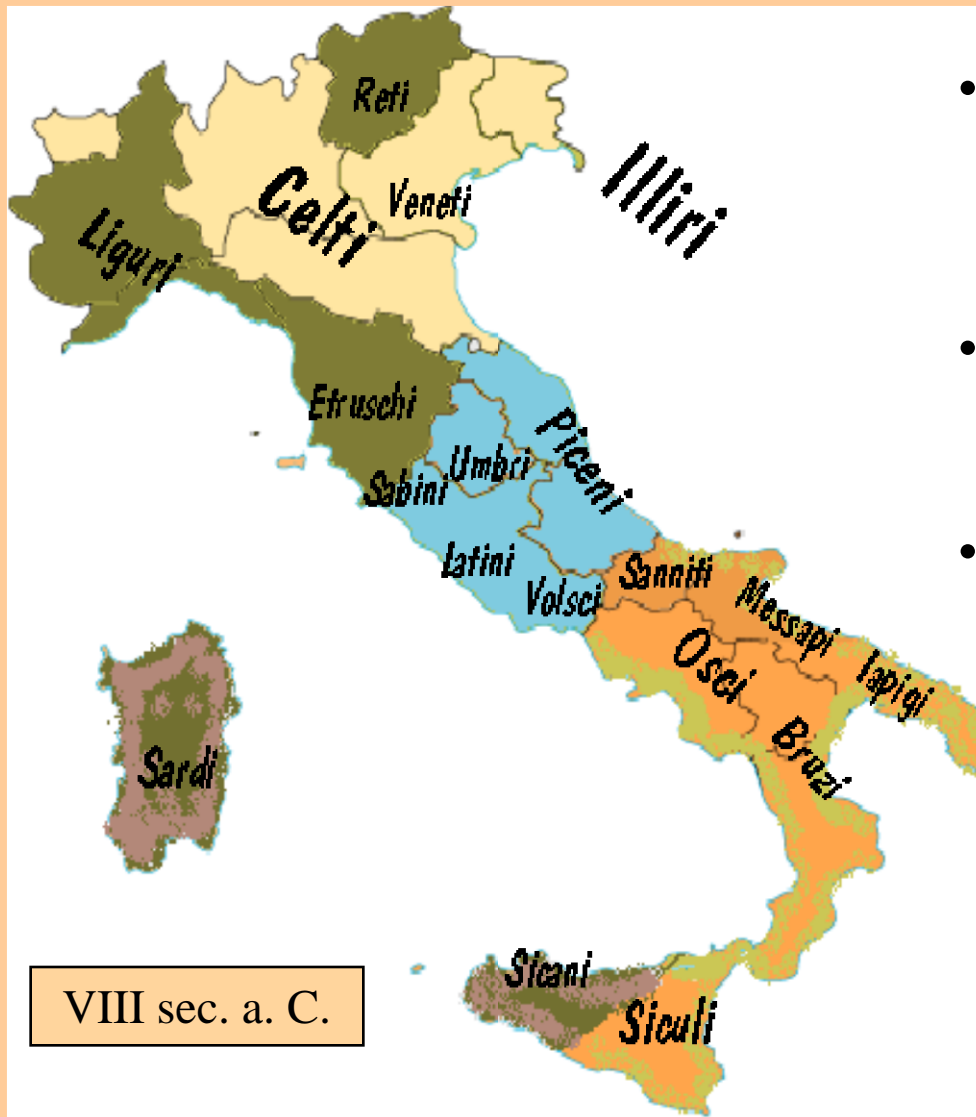 Reti
Illiri
Celti
Veneti
Liguri
Etruschi
Piceni
Umbri
Sabini
Latini
Volsci
Sanniti
Messapi
Iapigi
Osci
Bruzi
Sardi
Sicani
Siculi
VIII sec. a. C.
•
•
•